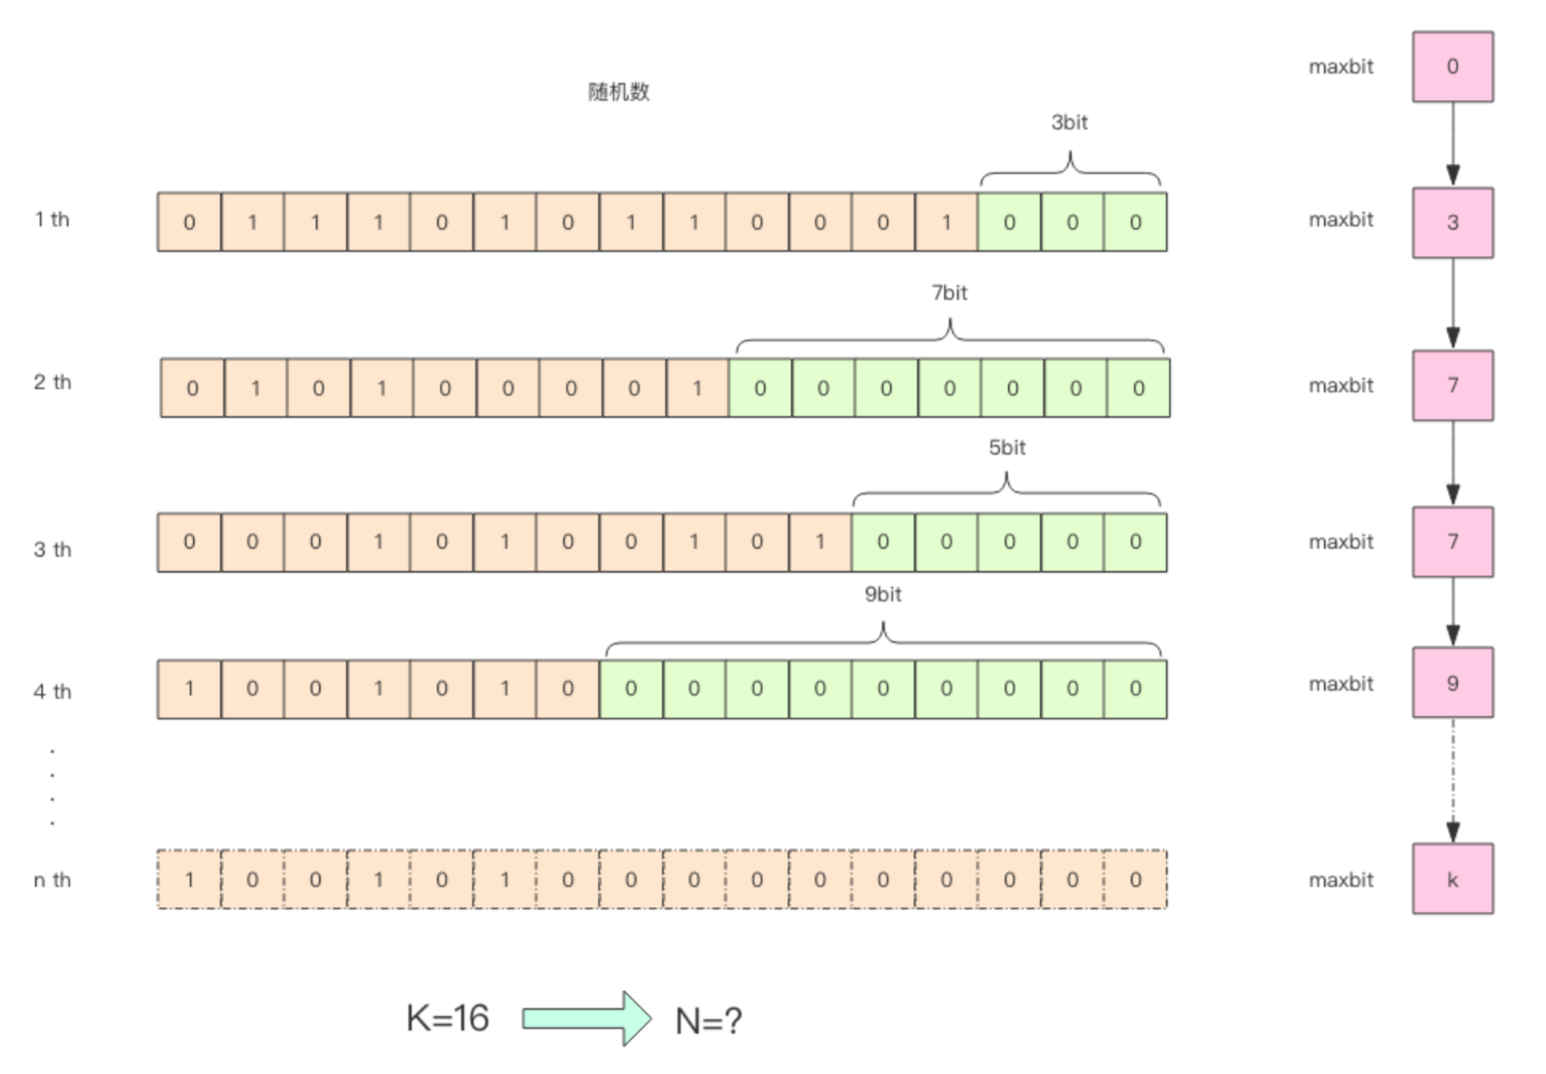 maxbit 0
随机数
3bit
1 th 0 1 1 1 0 1 0 1 1 0 0 0 1 0 0 0 maxbit 3
7bit
2 th 0 1 0 1 0 0 0 0 1 0 0 0 0 0 0 0 maxbit 7
5bit
3 th 0 0 0 1 0 1 0 0 1 0 1 0 0 0 0 0 maxbit 7
9bit
4 th 1 0 0 1 0 1 0 0 0 0 0 0 0 0 0 0 maxbit 9
n th 1 0 0 1 0 1 0 0 0 0 0 0 0 0 0 0 maxbit k
K=16 N=?